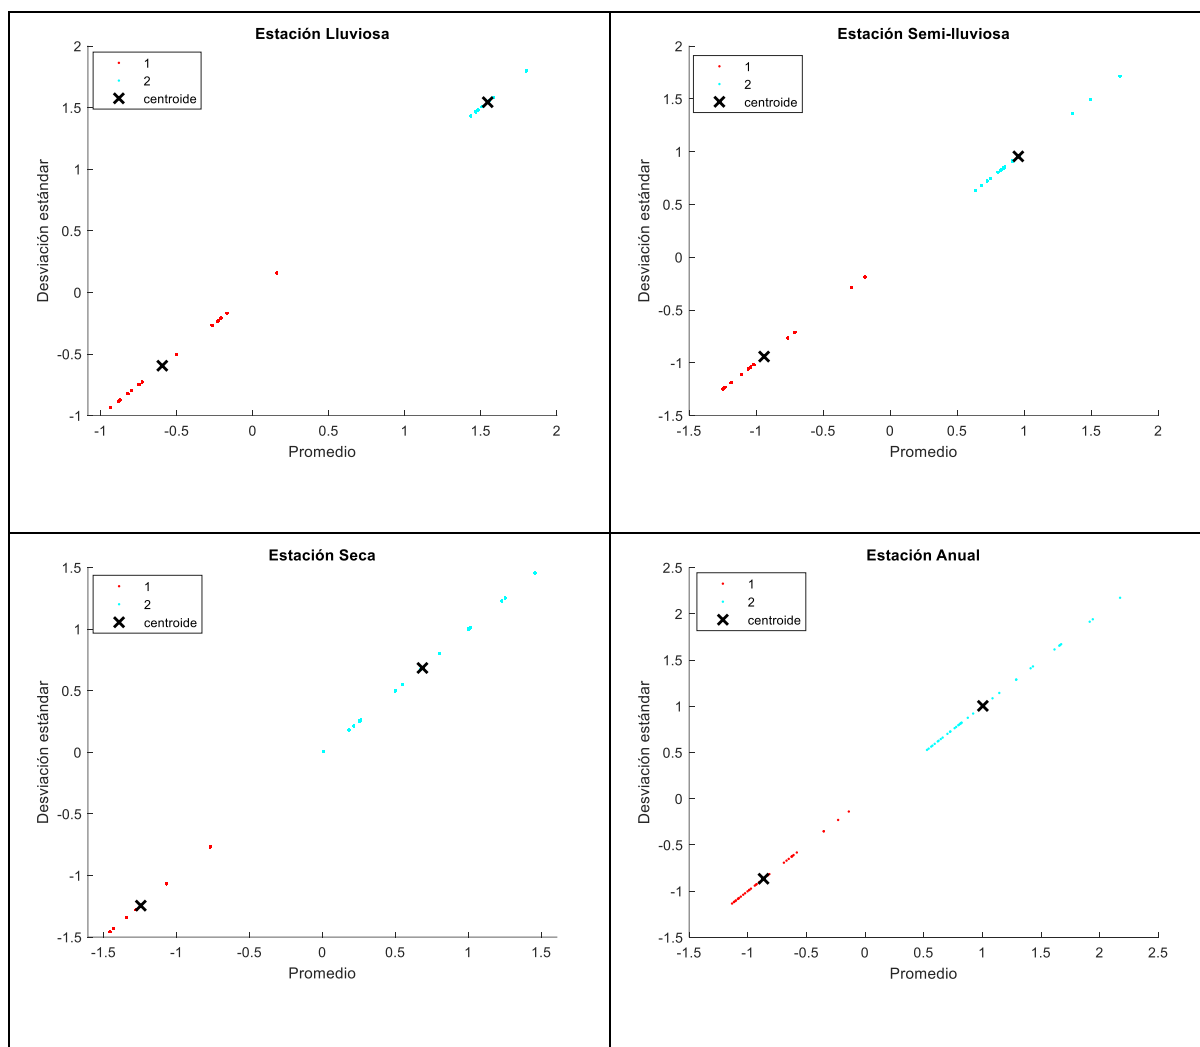 Estación Lluviosa
1
2
centroide
2
1.5
1
0.5
0
-0.5
-1
Desviación estándar
-1 -0.5 0 0.5 1 1.5 2
Promedio
Estación Semi-lluviosa
1
2
centroide
2
1.5
1
0.5
0
-0.5
-1
-1.5
Desviación estándar
-1.5 -1 -0.5 0 0.5 1 1.5 2
Promedio
Estación Seca
1
2
centroide
1.5
1
0.5
0
-0.5
-1
-1.5
Desviación estándar
-1.5 -1 -0.5 0 0.5 1 1.5
Promedio
Estación Anual
1
2
centroide
2.5
2
1.5
1
0.5
0
-0.5
-1
-1.5
Desviación estándar
-1.5 -1 -0.5 0 0.5 1 1.5 2 2.5
Promedio